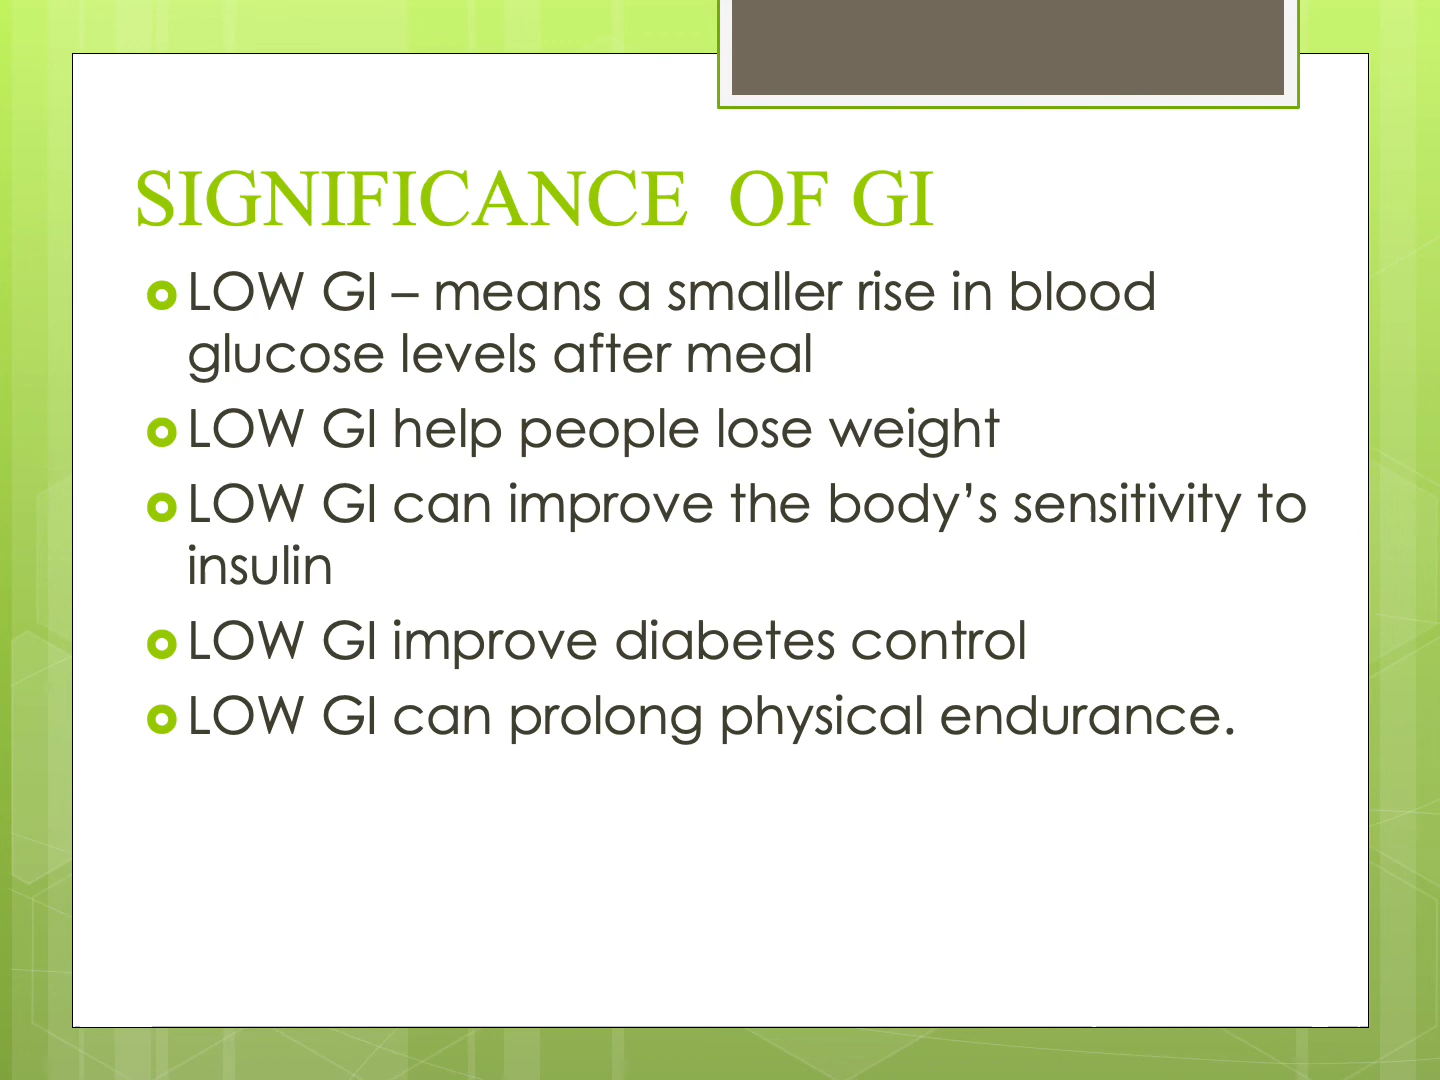 SIGNIFICANCE  OF GI
LOW GI – means a smaller rise in blood
glucose levels after meal
LOW GI help people lose weight
LOW GI can improve the body’s sensitivity to
insulin
LOW GI improve diabetes control
LOW GI can prolong physical endurance.